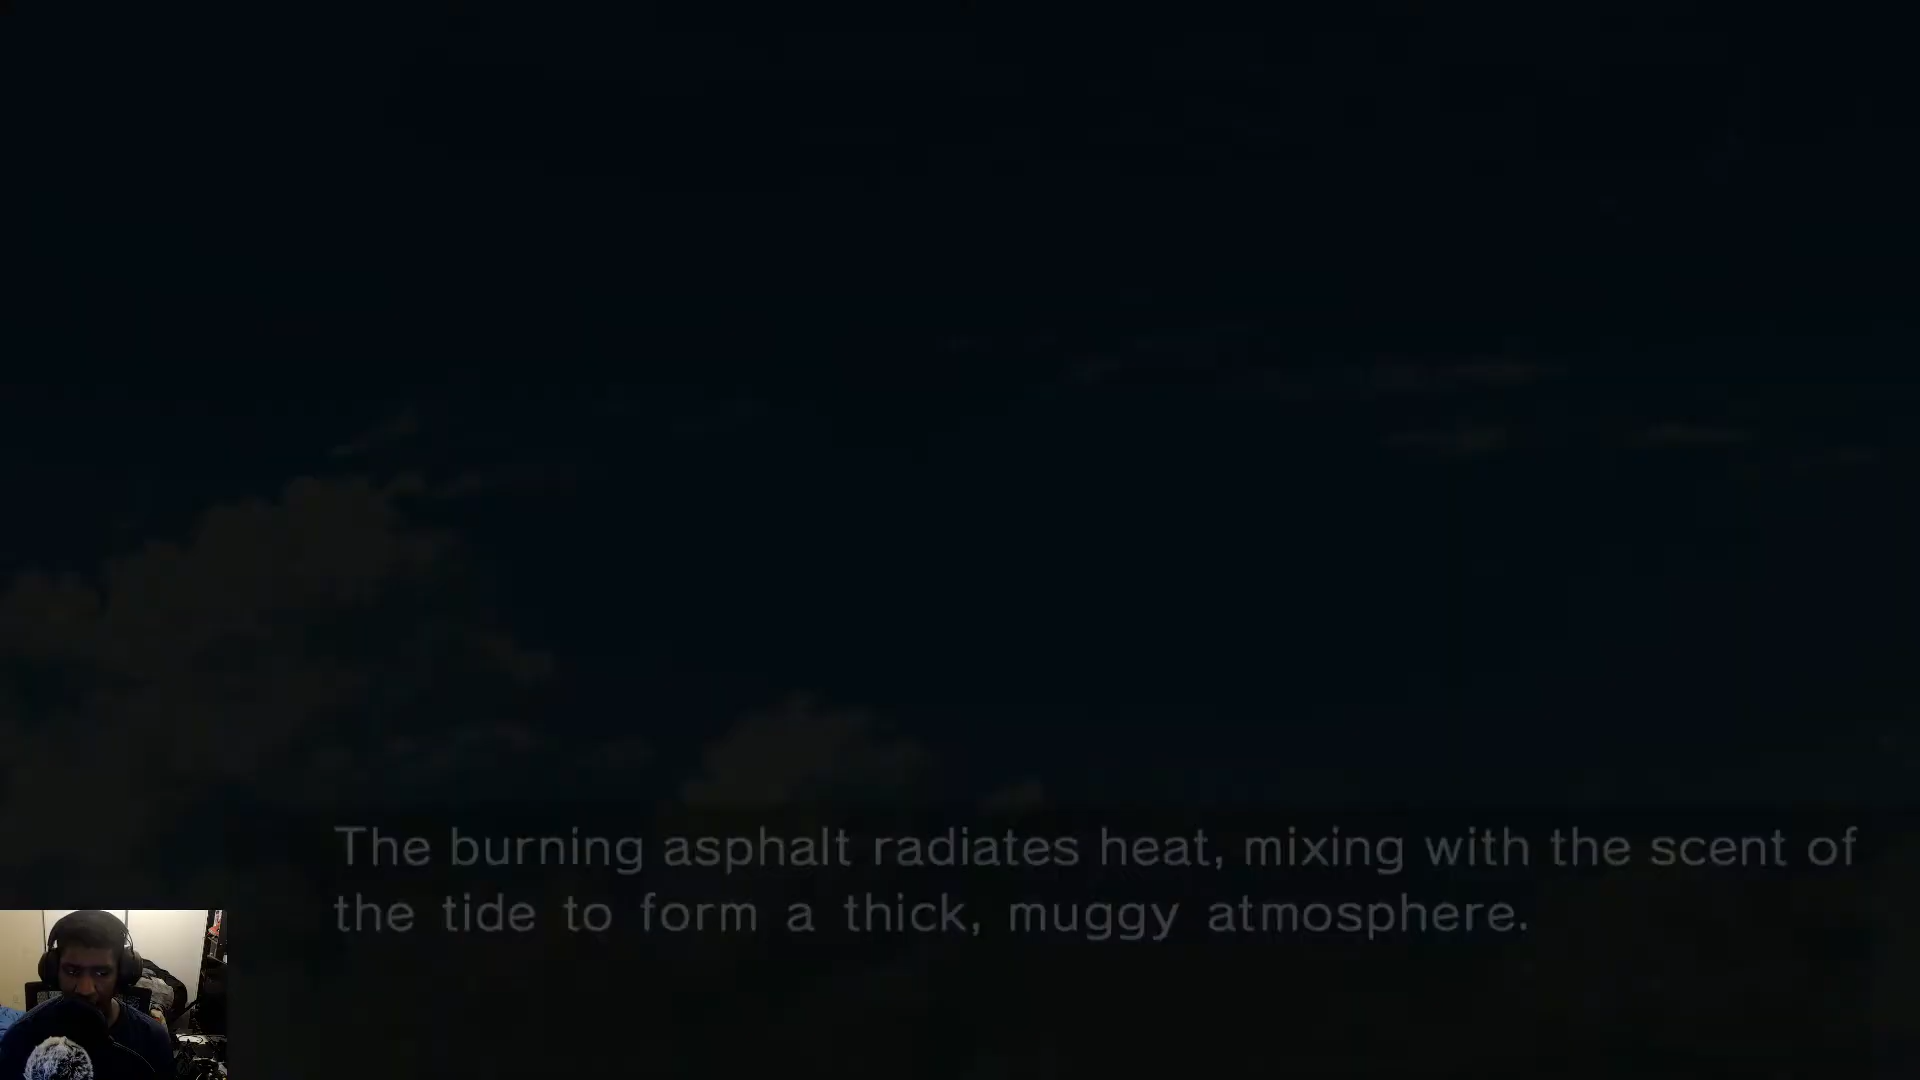 The burning asphalt radiates heat, mixing with the scent of
the tide to form a thick, muggy atmosphere.